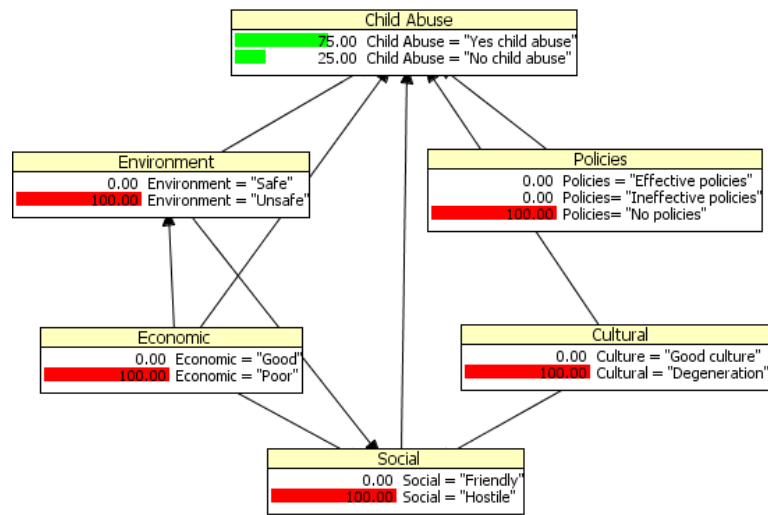 Child Abuse
75.00 Child Abuse = "Yes child abuse"
25.00 Child Abuse = "No child abuse"
Environment
0.00 Environment = "Safe"
100.00 Environment = "Unsafe"
Policies
0.00 Policies = "Effective policies"
0.00 Policies = "Ineffective policies"
100.00 Policies= "No policies"
Economic
0.00 Economic = "Good"
100.00 Economic = "Poor"
Cultural
0.00 Culture = "Good culture"
100.00 Cultural = "Degeneration"
Social
0.00 Social = "Friendly"
100.00 Social = "Hostile"